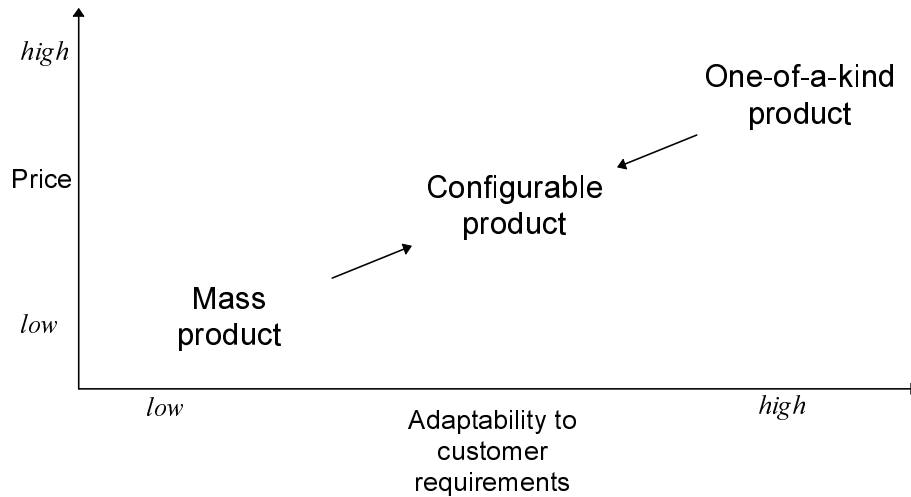 high
One-of-a-kind
product
Price
Configurable
product
Mass
product
low
low
high
Adaptability to
customer
requirements